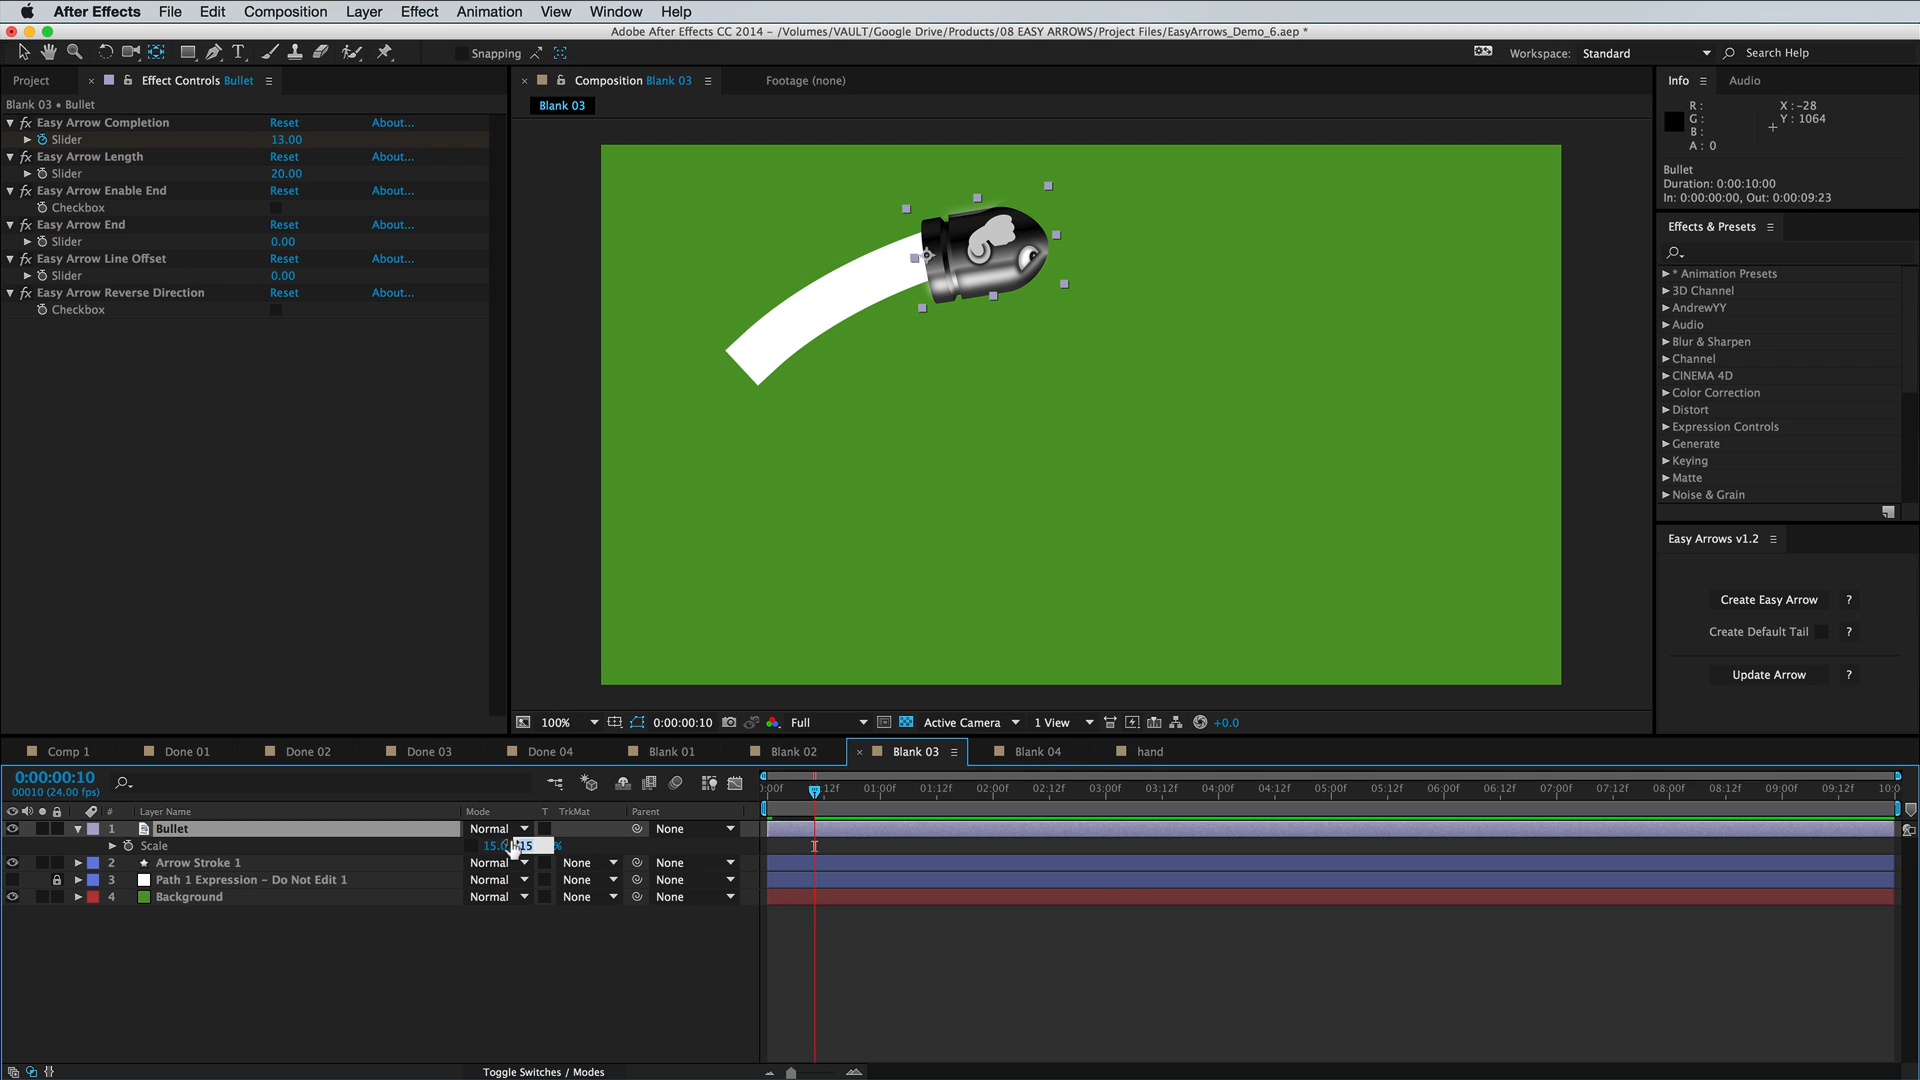 After Effects File Edit Composition Layer Effect Animation View Window Help
Adobe After Effects CC 2014 - /Volumes/VAULT/Google Drive/Products/08 EASY ARROWS/Project Files/EasyArrows_Demo_6.aep *
T Snapping Workspace: Standard Search Help
Project × Effect Controls Bullet × Composition Blank 03 Footage (none) Info Audio
Blank 03 • Bullet
Blank 03
fx Easy Arrow Completion Reset About...
Slider 13.00
fx Easy Arrow Length Reset About...
Slider 20.00
fx Easy Arrow Enable End Reset About...
Checkbox
fx Easy Arrow End Reset About...
Slider 0.00
fx Easy Arrow Line Offset Reset About...
Slider 0.00
fx Easy Arrow Reverse Direction Reset About...
Checkbox
R : X : -28
G : Y : 1064
B :
A : 0
Bullet
Duration: 0:00:10:00
In: 0:00:00:00, Out: 0:00:09:23
Effects & Presets
* Animation Presets
3D Channel
AndrewYY
Audio
Blur & Sharpen
Channel
CINEMA 4D
Color Correction
Distort
Expression Controls
Generate
Keying
Matte
Noise & Grain
Easy Arrows v1.2
Create Easy Arrow ?
Create Default Tail ?
Update Arrow ?
100% 0:00:00:10 Full Active Camera 1 View +0.0
Comp 1 Done 01 Done 02 Done 03 Done 04 Blank 01 Blank 02 × Blank 03 Blank 04 hand
0:00:00:10
00010 (24.00 fps)
:00f :12f 01:00f 01:12f 02:00f 02:12f 03:00f 03:12f 04:00f 04:12f 05:00f 05:12f 06:00f 06:12f 07:00f 07:12f 08:00f 08:12f 09:00f 09:12f 10:0
# Layer Name Mode T TrkMat Parent
1 Bullet Normal None
Scale 15.0 15 %
2 Arrow Stroke 1 Normal None None
3 Path 1 Expression - Do Not Edit 1 Normal None None
4 Background Normal None None
Toggle Switches / Modes